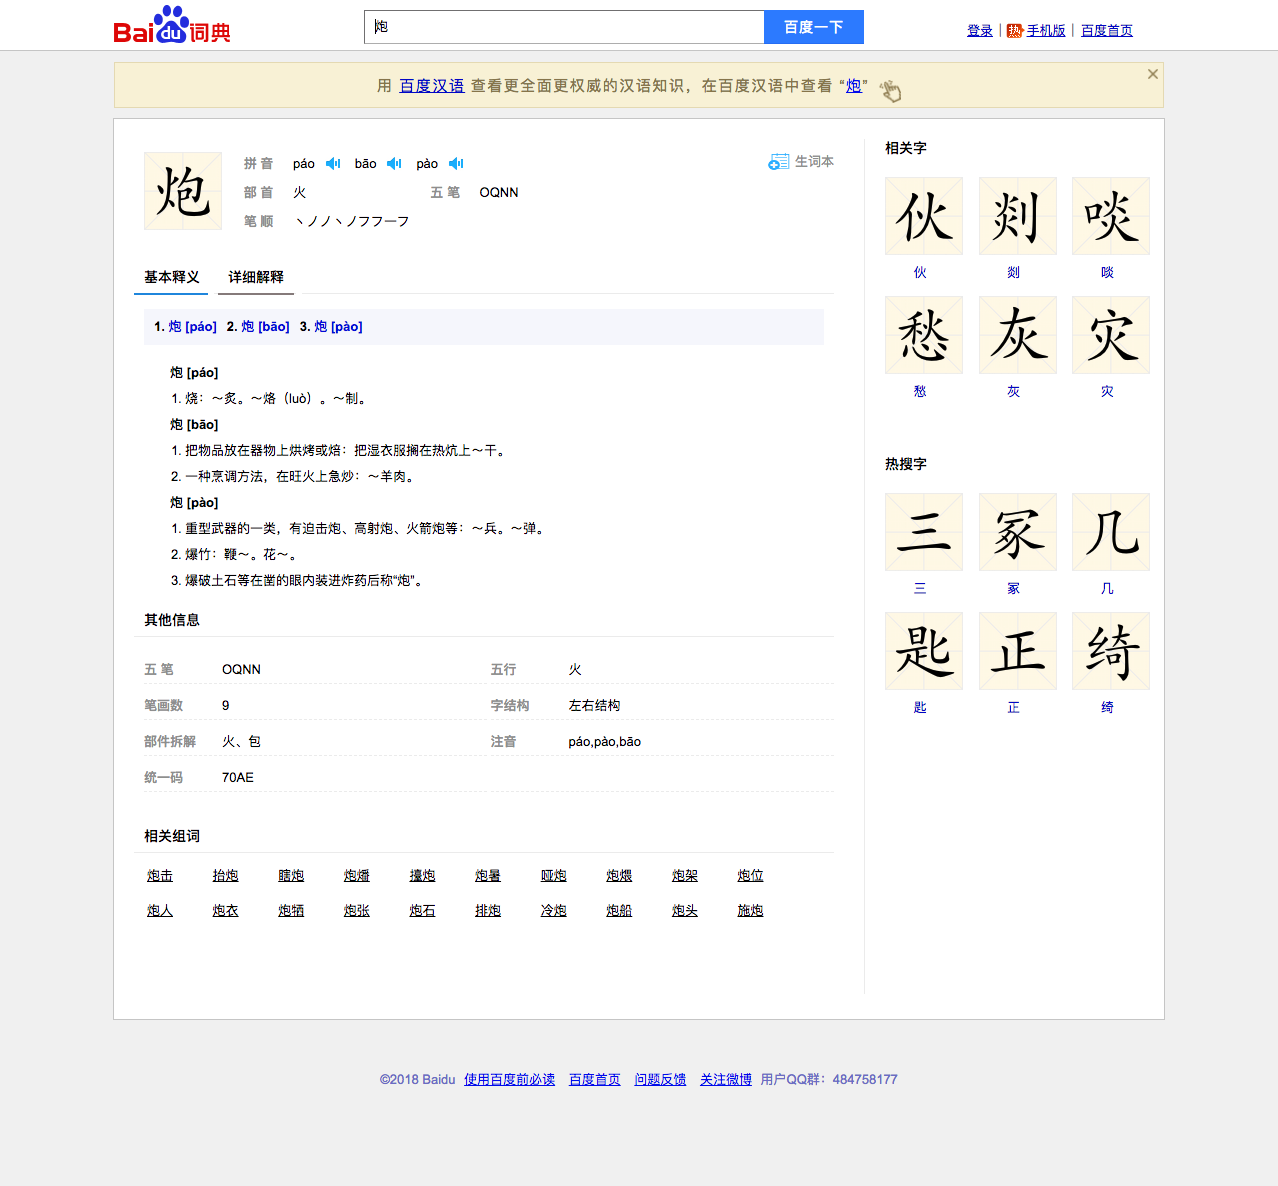 Bai du 词典
炮
百度一下
登录 | 热 手机版 | 百度首页
用 百度汉语 查看更全面更权威的汉语知识，在百度汉语中查看 “炮”
炮
拼 音 páo bāo pào
生词本
部 首 火 五 笔 OQNN
笔 顺 丶ノノ丶ノフフ一フ
基本释义 详细解释
1. 炮 [páo] 2. 炮 [bāo] 3. 炮 [pào]
炮 [páo]
1. 烧：～炙。～烙（luò）。～制。
炮 [bāo]
1. 把物品放在器物上烘烤或焙：把湿衣服搁在热炕上～干。
2. 一种烹调方法，在旺火上急炒：～羊肉。
炮 [pào]
1. 重型武器的一类，有迫击炮、高射炮、火箭炮等：～兵。～弹。
2. 爆竹：鞭～。花～。
3. 爆破土石等在凿的眼内装进炸药后称“炮”。
其他信息
五 笔 OQNN 五行 火
笔画数 9 字结构 左右结构
部件拆解 火、包 注音 páo,pào,bāo
统一码 70AE
相关组词
炮击 抬炮 瞎炮 炮燔 擡炮 炮暑 哑炮 炮煨 炮架 炮位
炮人 炮衣 炮牺 炮张 炮石 排炮 冷炮 炮船 炮头 施炮
相关字
伙 剡 啖
伙 剡 啖
愁 灰 灾
愁 灰 灾
热搜字
三 冢 几
三 冢 几
匙 正 绮
匙 正 绮
©2018 Baidu 使用百度前必读 百度首页 问题反馈 关注微博 用户QQ群：484758177